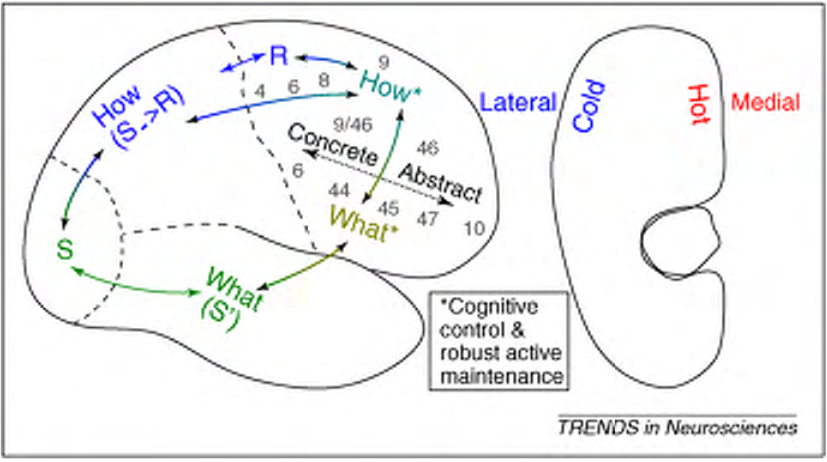 R
9
How*
How
(S->R)
4
6
8
9/46
46
Concrete
Abstract
6
44
45
47
10
What*
S
What
(S')
*Cognitive
control &
robust active
maintenance
Lateral
Cold
Hot
Medial
TRENDS in Neurosciences